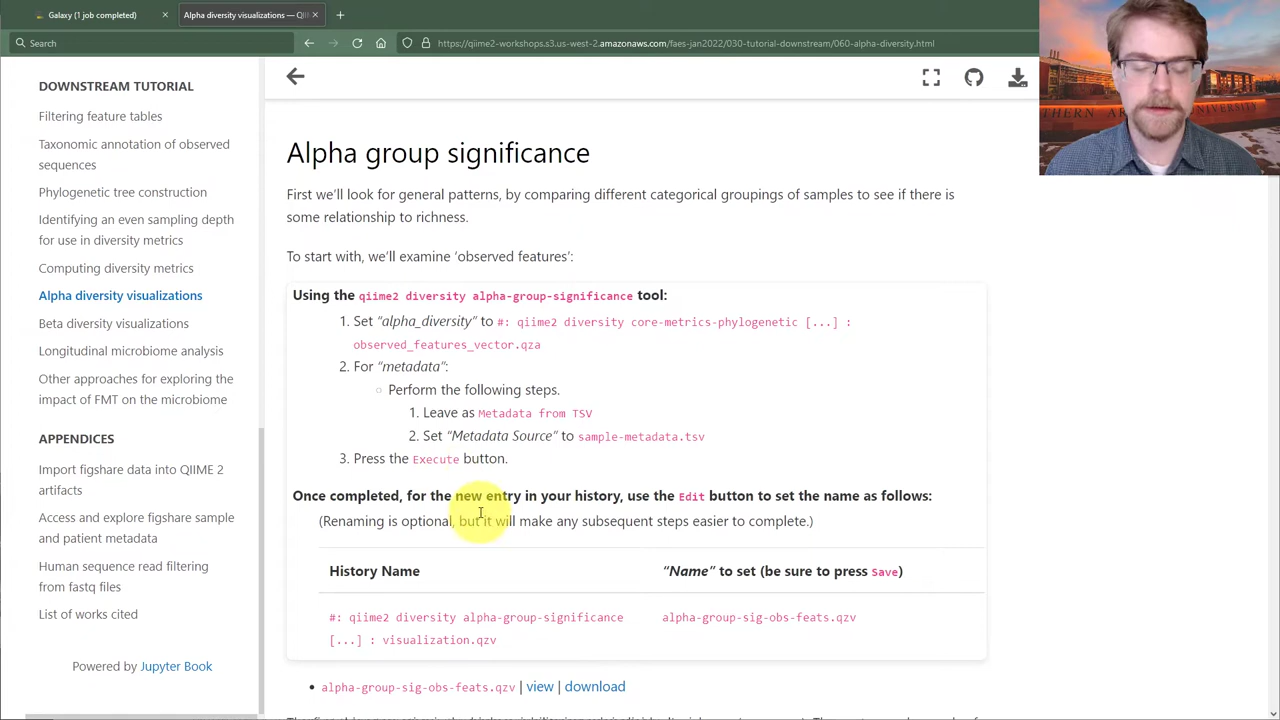 Galaxy (1 job completed)
Alpha diversity visualizations — QII
Search
https://qiime2-workshops.s3.us-west-2.amazonaws.com/faes-jan2022/030-tutorial-downstream/060-alpha-diversity.html
DOWNSTREAM TUTORIAL
Filtering feature tables
Taxonomic annotation of observed
sequences
Phylogenetic tree construction
Identifying an even sampling depth
for use in diversity metrics
Computing diversity metrics
Alpha diversity visualizations
Beta diversity visualizations
Longitudinal microbiome analysis
Other approaches for exploring the
impact of FMT on the microbiome
APPENDICES
Import figshare data into QIIME 2
artifacts
Access and explore figshare sample
and patient metadata
Human sequence read filtering
from fastq files
List of works cited
Powered by Jupyter Book
Alpha group significance
First we’ll look for general patterns, by comparing different categorical groupings of samples to see if there is
some relationship to richness.
To start with, we’ll examine ‘observed features’:
Using the qiime2 diversity alpha-group-significance tool:
1. Set “alpha_diversity” to #: qiime2 diversity core-metrics-phylogenetic [...] :
observed_features_vector.qza
2. For “metadata”:
Perform the following steps.
1. Leave as Metadata from TSV
2. Set “Metadata Source” to sample-metadata.tsv
3. Press the Execute button.
Once completed, for the new entry in your history, use the Edit button to set the name as follows:
(Renaming is optional, but it will make any subsequent steps easier to complete.)
History Name
“Name” to set (be sure to press Save)
#: qiime2 diversity alpha-group-significance
[...] : visualization.qzv
alpha-group-sig-obs-feats.qzv
alpha-group-sig-obs-feats.qzv | view | download